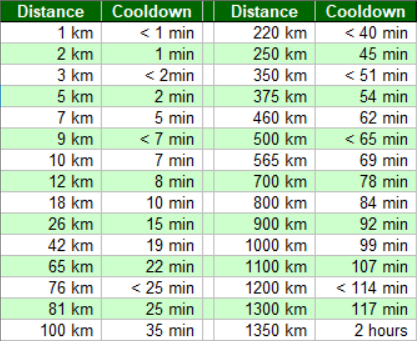 Distance Cooldown Distance Cooldown
1 km < 1 min 220 km < 40 min
2 km 1 min 250 km 45 min
3 km < 2min 350 km < 51 min
5 km 2 min 375 km 54 min
7 km 5 min 460 km 62 min
9 km < 7 min 500 km < 65 min
10 km 7 min 565 km 69 min
12 km 8 min 700 km 78 min
18 km 10 min 800 km 84 min
26 km 15 min 900 km 92 min
42 km 19 min 1000 km 99 min
65 km 22 min 1100 km 107 min
76 km < 25 min 1200 km < 114 min
81 km 25 min 1300 km 117 min
100 km 35 min 1350 km 2 hours